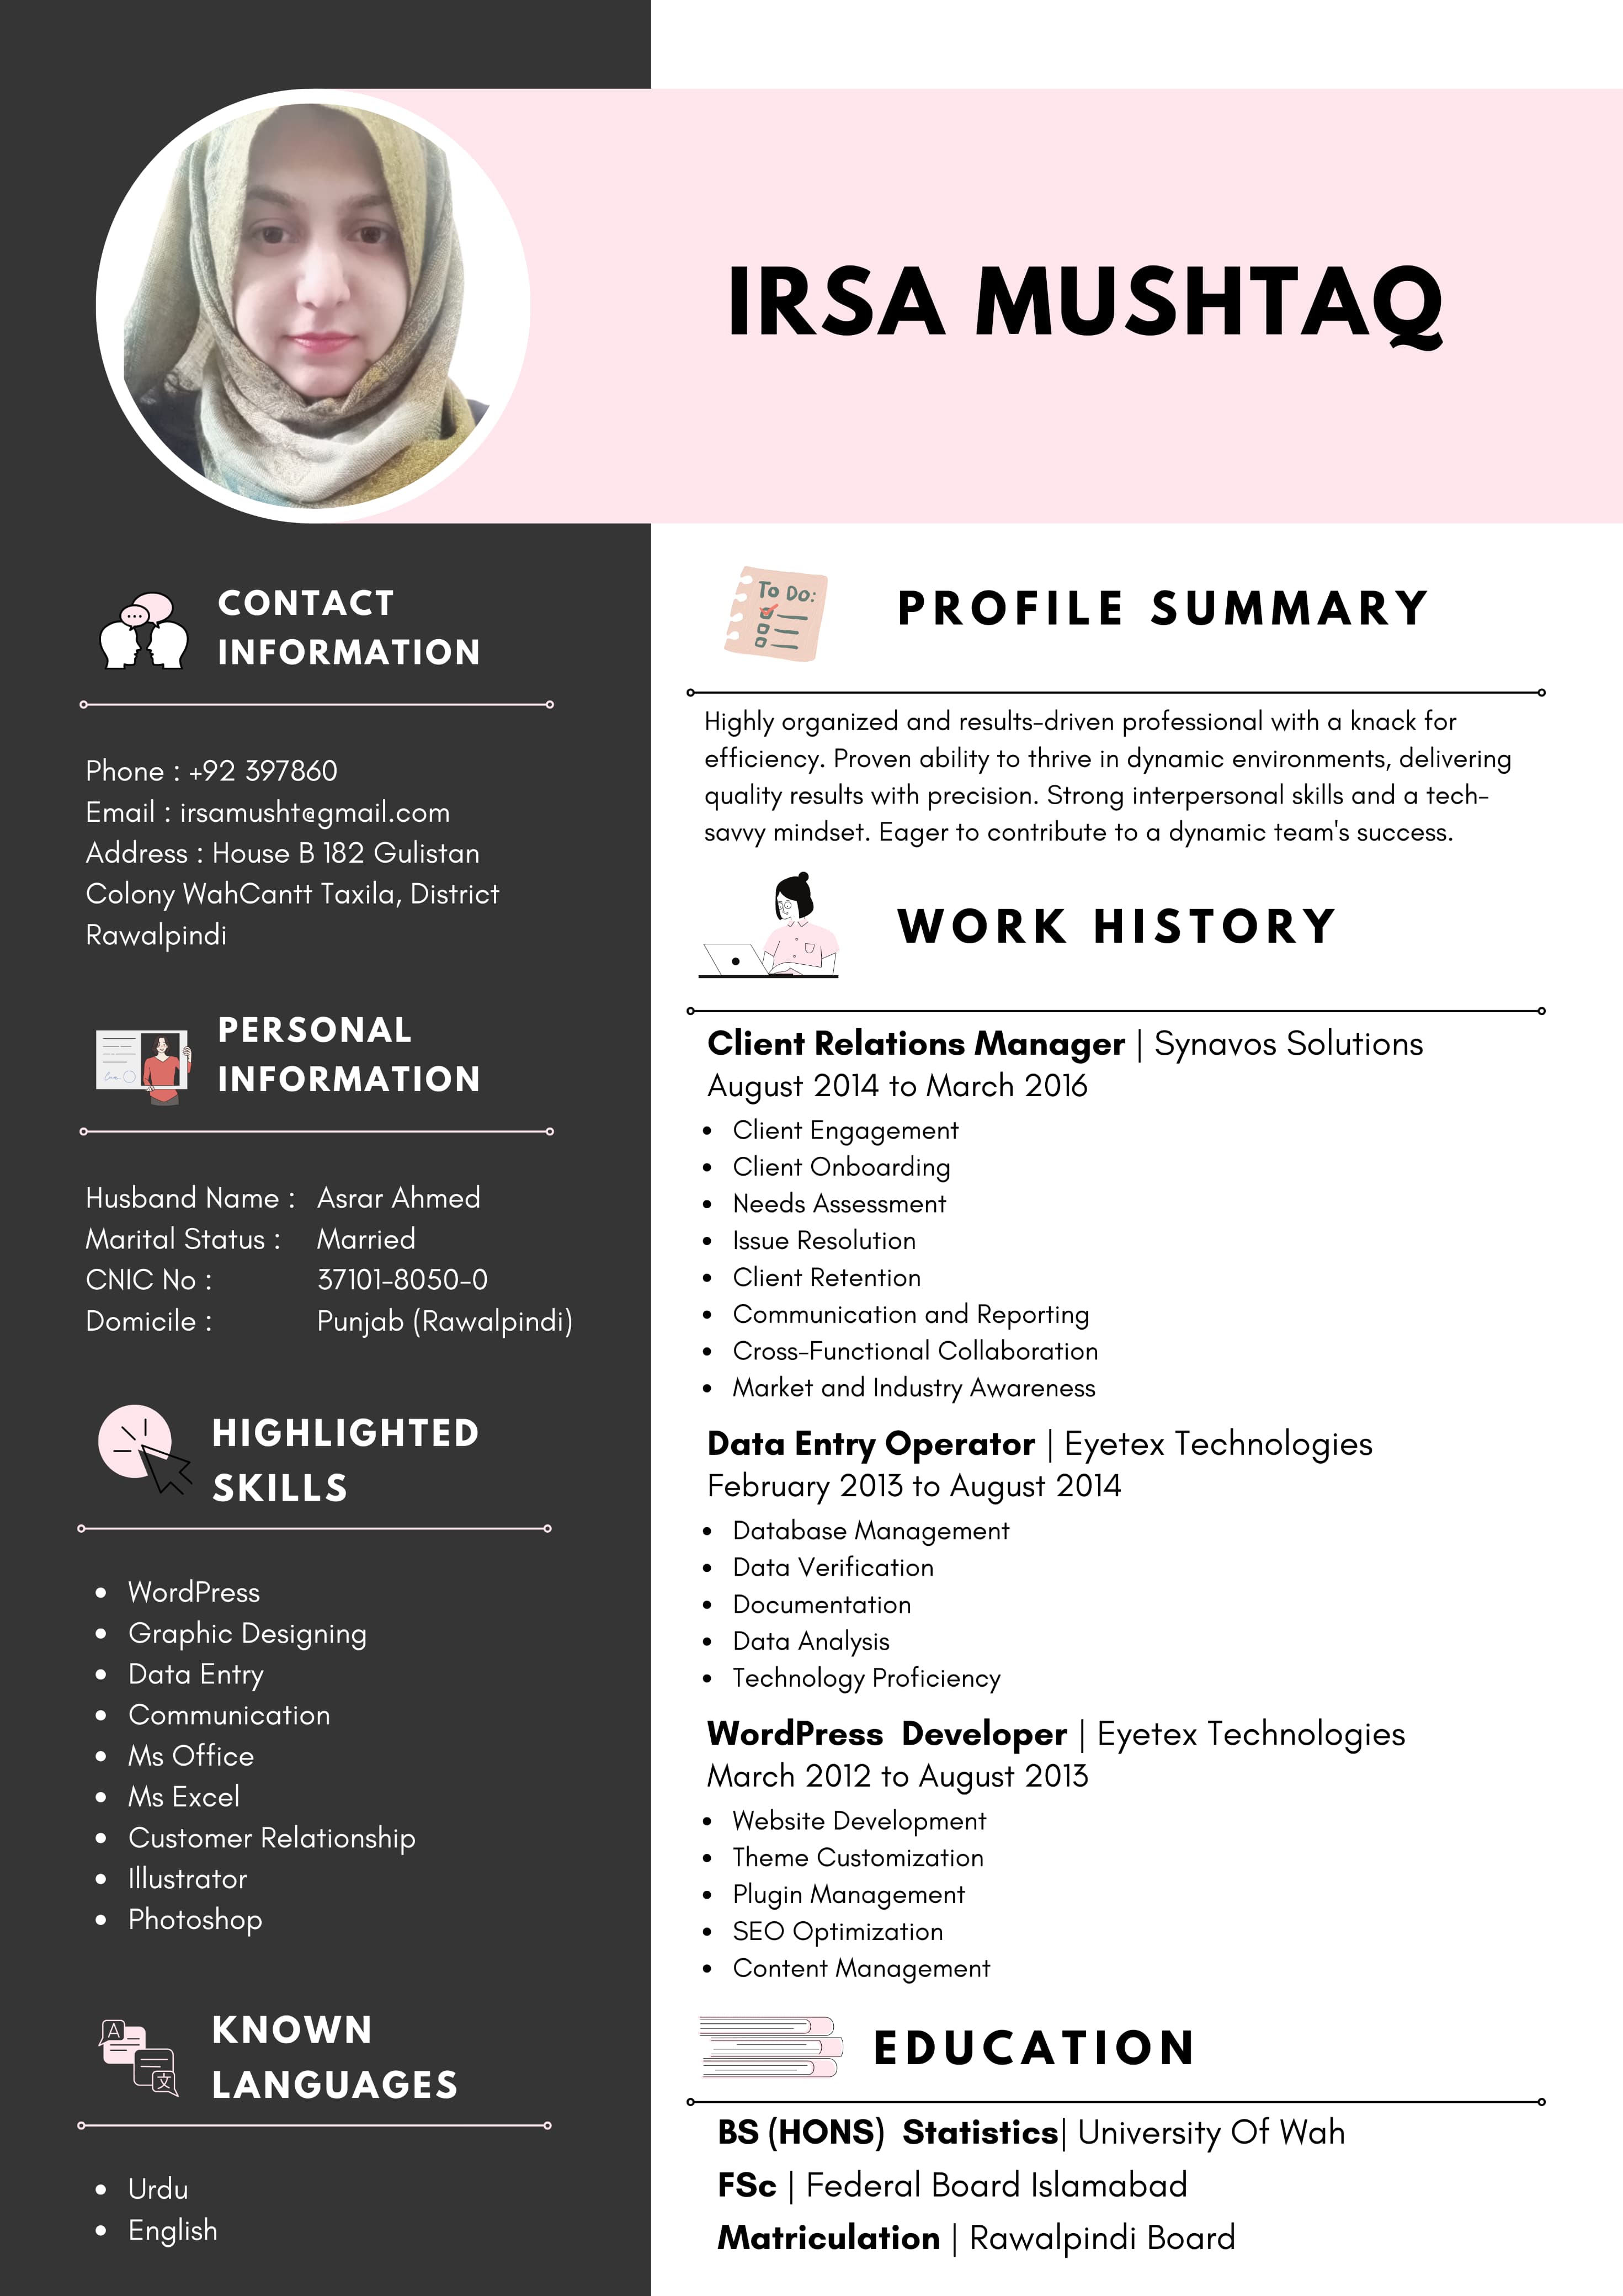 IRSA MUSHTAQ
CONTACT
INFORMATION
Phone : +92 397860
Email : irsamusht@gmail.com
Address : House B 182 Gulistan
Colony WahCantt Taxila, District
Rawalpindi
PERSONAL
INFORMATION
Husband Name : Asrar Ahmed
Marital Status : Married
CNIC No : 37101-8050-0
Domicile : Punjab (Rawalpindi)
HIGHLIGHTED
SKILLS
• WordPress
• Graphic Designing
• Data Entry
• Communication
• Ms Office
• Ms Excel
• Customer Relationship
• Illustrator
• Photoshop
A
文
KNOWN
LANGUAGES
• Urdu
• English
To Do:
PROFILE SUMMARY
Highly organized and results-driven professional with a knack for
efficiency. Proven ability to thrive in dynamic environments, delivering
quality results with precision. Strong interpersonal skills and a tech-
savvy mindset. Eager to contribute to a dynamic team's success.
WORK HISTORY
Client Relations Manager | Synavos Solutions
August 2014 to March 2016
• Client Engagement
• Client Onboarding
• Needs Assessment
• Issue Resolution
• Client Retention
• Communication and Reporting
• Cross-Functional Collaboration
• Market and Industry Awareness
Data Entry Operator | Eyetex Technologies
February 2013 to August 2014
• Database Management
• Data Verification
• Documentation
• Data Analysis
• Technology Proficiency
WordPress  Developer | Eyetex Technologies
March 2012 to August 2013
• Website Development
• Theme Customization
• Plugin Management
• SEO Optimization
• Content Management
EDUCATION
BS (HONS)  Statistics| University Of Wah
FSc | Federal Board Islamabad
Matriculation | Rawalpindi Board